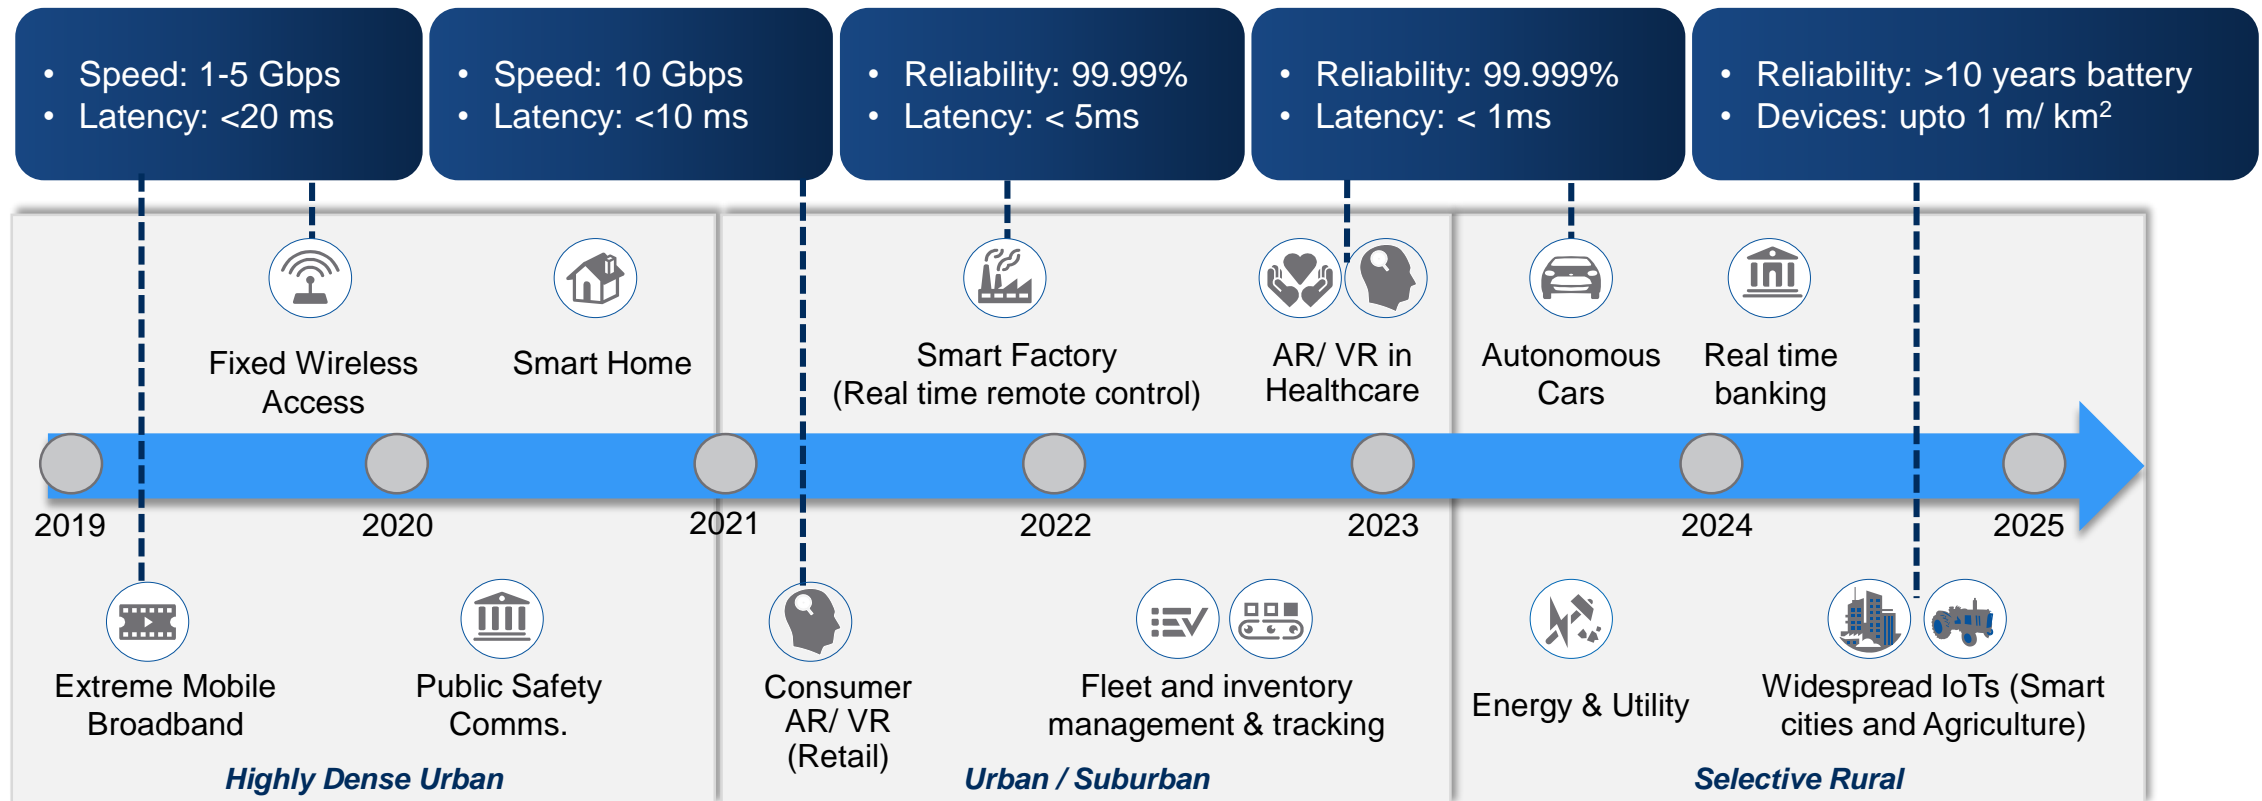 • Speed: 1-5 Gbps
• Latency: <20 ms
• Speed: 10 Gbps
• Latency: <10 ms
• Reliability: 99.99%
• Latency: < 5ms
• Reliability: 99.999%
• Latency: < 1ms
• Reliability: >10 years battery
• Devices: upto 1 m/ km²
Fixed Wireless
Access
Smart Home
Smart Factory
(Real time remote control)
AR/ VR in
Healthcare
Autonomous
Cars
Real time
banking
2019
2020
2021
2022
2023
2024
2025
Extreme Mobile
Broadband
Public Safety
Comms.
Consumer
AR/ VR
(Retail)
Fleet and inventory
management & tracking
Energy & Utility
Widespread IoTs (Smart
cities and Agriculture)
Highly Dense Urban
Urban / Suburban
Selective Rural